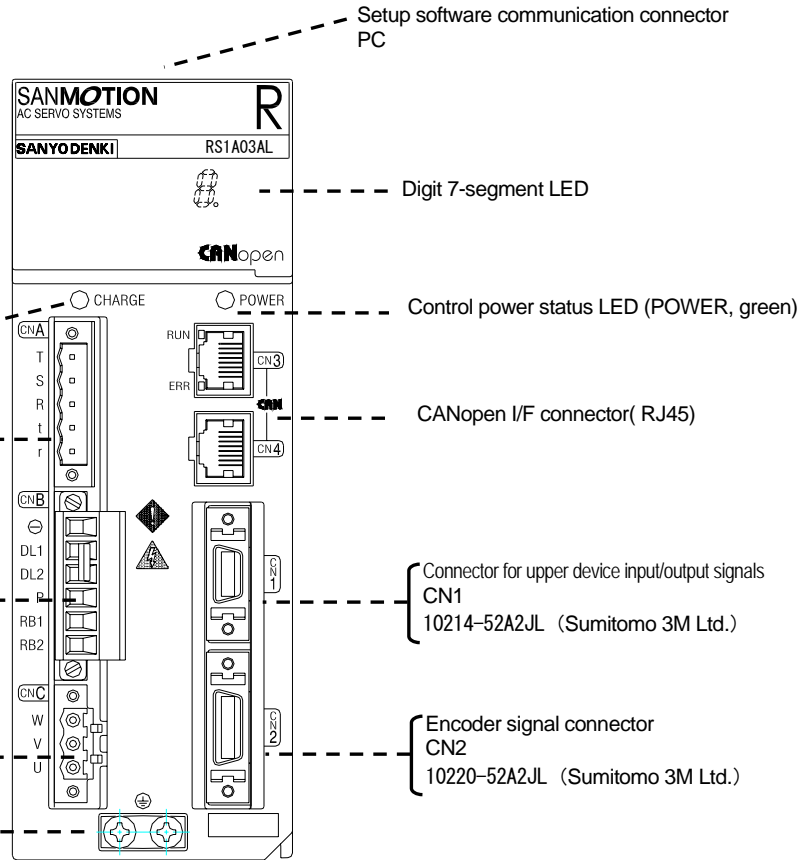 Setup software communication connector
PC
SANMOTION
AC SERVO SYSTEMS
R
SANYO DENKI
RS1A03AL
Digit 7-segment LED
CANopen
CHARGE
POWER
Control power status LED (POWER, green)
CNA
T
S
R
t
r
RUN
CN3
ERR
CAN
CN4
CANopen I/F connector( RJ45)
CNB
⊖
DL1
DL2
P
RB1
RB2
CN1
Connector for upper device input/output signals
CN1
10214-52A2JL (Sumitomo 3M Ltd.)
CNC
W
V
U
CN2
Encoder signal connector
CN2
10220-52A2JL (Sumitomo 3M Ltd.)